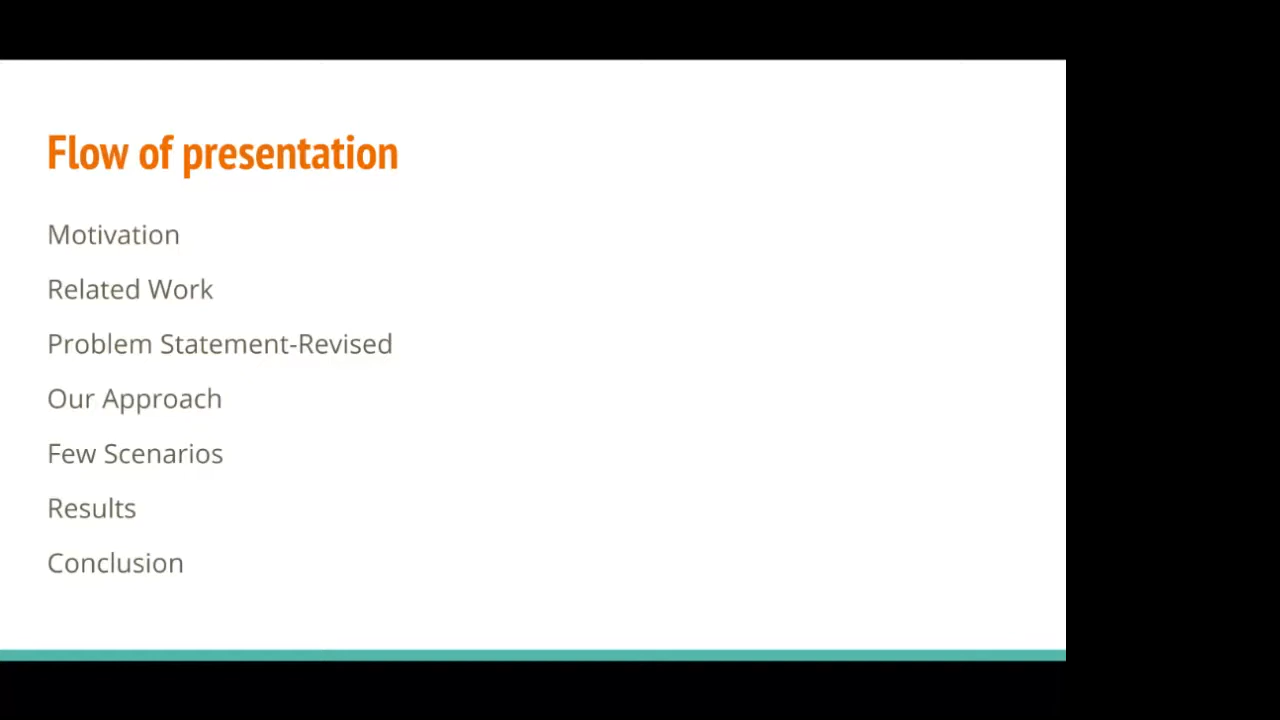 Flow of presentation
Motivation
Related Work
Problem Statement-Revised
Our Approach
Few Scenarios
Results
Conclusion